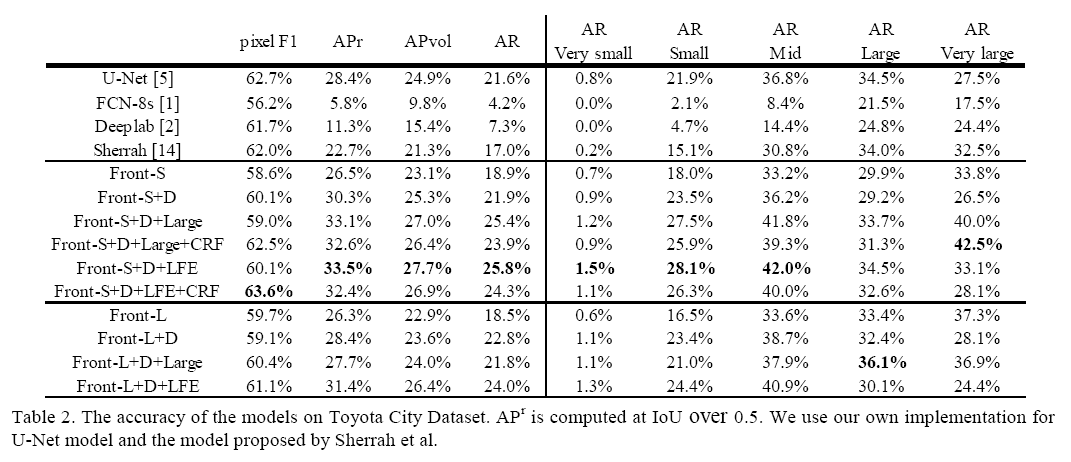 pixel F1 APr APvol AR AR Very small AR Small AR Mid AR Large AR Very large
U-Net [5] 62.7% 28.4% 24.9% 21.6% 0.8% 21.9% 36.8% 34.5% 27.5%
FCN-8s [1] 56.2% 5.8% 9.8% 4.2% 0.0% 2.1% 8.4% 21.5% 17.5%
Deeplab [2] 61.7% 11.3% 15.4% 7.3% 0.0% 4.7% 14.4% 24.8% 24.4%
Sherrah [14] 62.0% 22.7% 21.3% 17.0% 0.2% 15.1% 30.8% 34.0% 32.5%
Front-S 58.6% 26.5% 23.1% 18.9% 0.7% 18.0% 33.2% 29.9% 33.8%
Front-S+D 60.1% 30.3% 25.3% 21.9% 0.9% 23.5% 36.2% 29.2% 26.5%
Front-S+D+Large 59.0% 33.1% 27.0% 25.4% 1.2% 27.5% 41.8% 33.7% 40.0%
Front-S+D+Large+CRF 62.5% 32.6% 26.4% 23.9% 0.9% 25.9% 39.3% 31.3% 42.5%
Front-S+D+LFE 60.1% 33.5% 27.7% 25.8% 1.5% 28.1% 42.0% 34.5% 33.1%
Front-S+D+LFE+CRF 63.6% 32.4% 26.9% 24.3% 1.1% 26.3% 40.0% 32.6% 28.1%
Front-L 59.7% 26.3% 22.9% 18.5% 0.6% 16.5% 33.6% 33.4% 37.3%
Front-L+D 59.1% 28.4% 23.6% 22.8% 1.1% 23.4% 38.7% 32.4% 28.1%
Front-L+D+Large 60.4% 27.7% 24.0% 21.8% 1.1% 21.0% 37.9% 36.1% 36.9%
Front-L+D+LFE 61.1% 31.4% 26.4% 24.0% 1.3% 24.4% 40.9% 30.1% 24.4%
Table 2. The accuracy of the models on Toyota City Dataset. APʳ is computed at IoU over 0.5. We use our own implementation for
U-Net model and the model proposed by Sherrah et al.